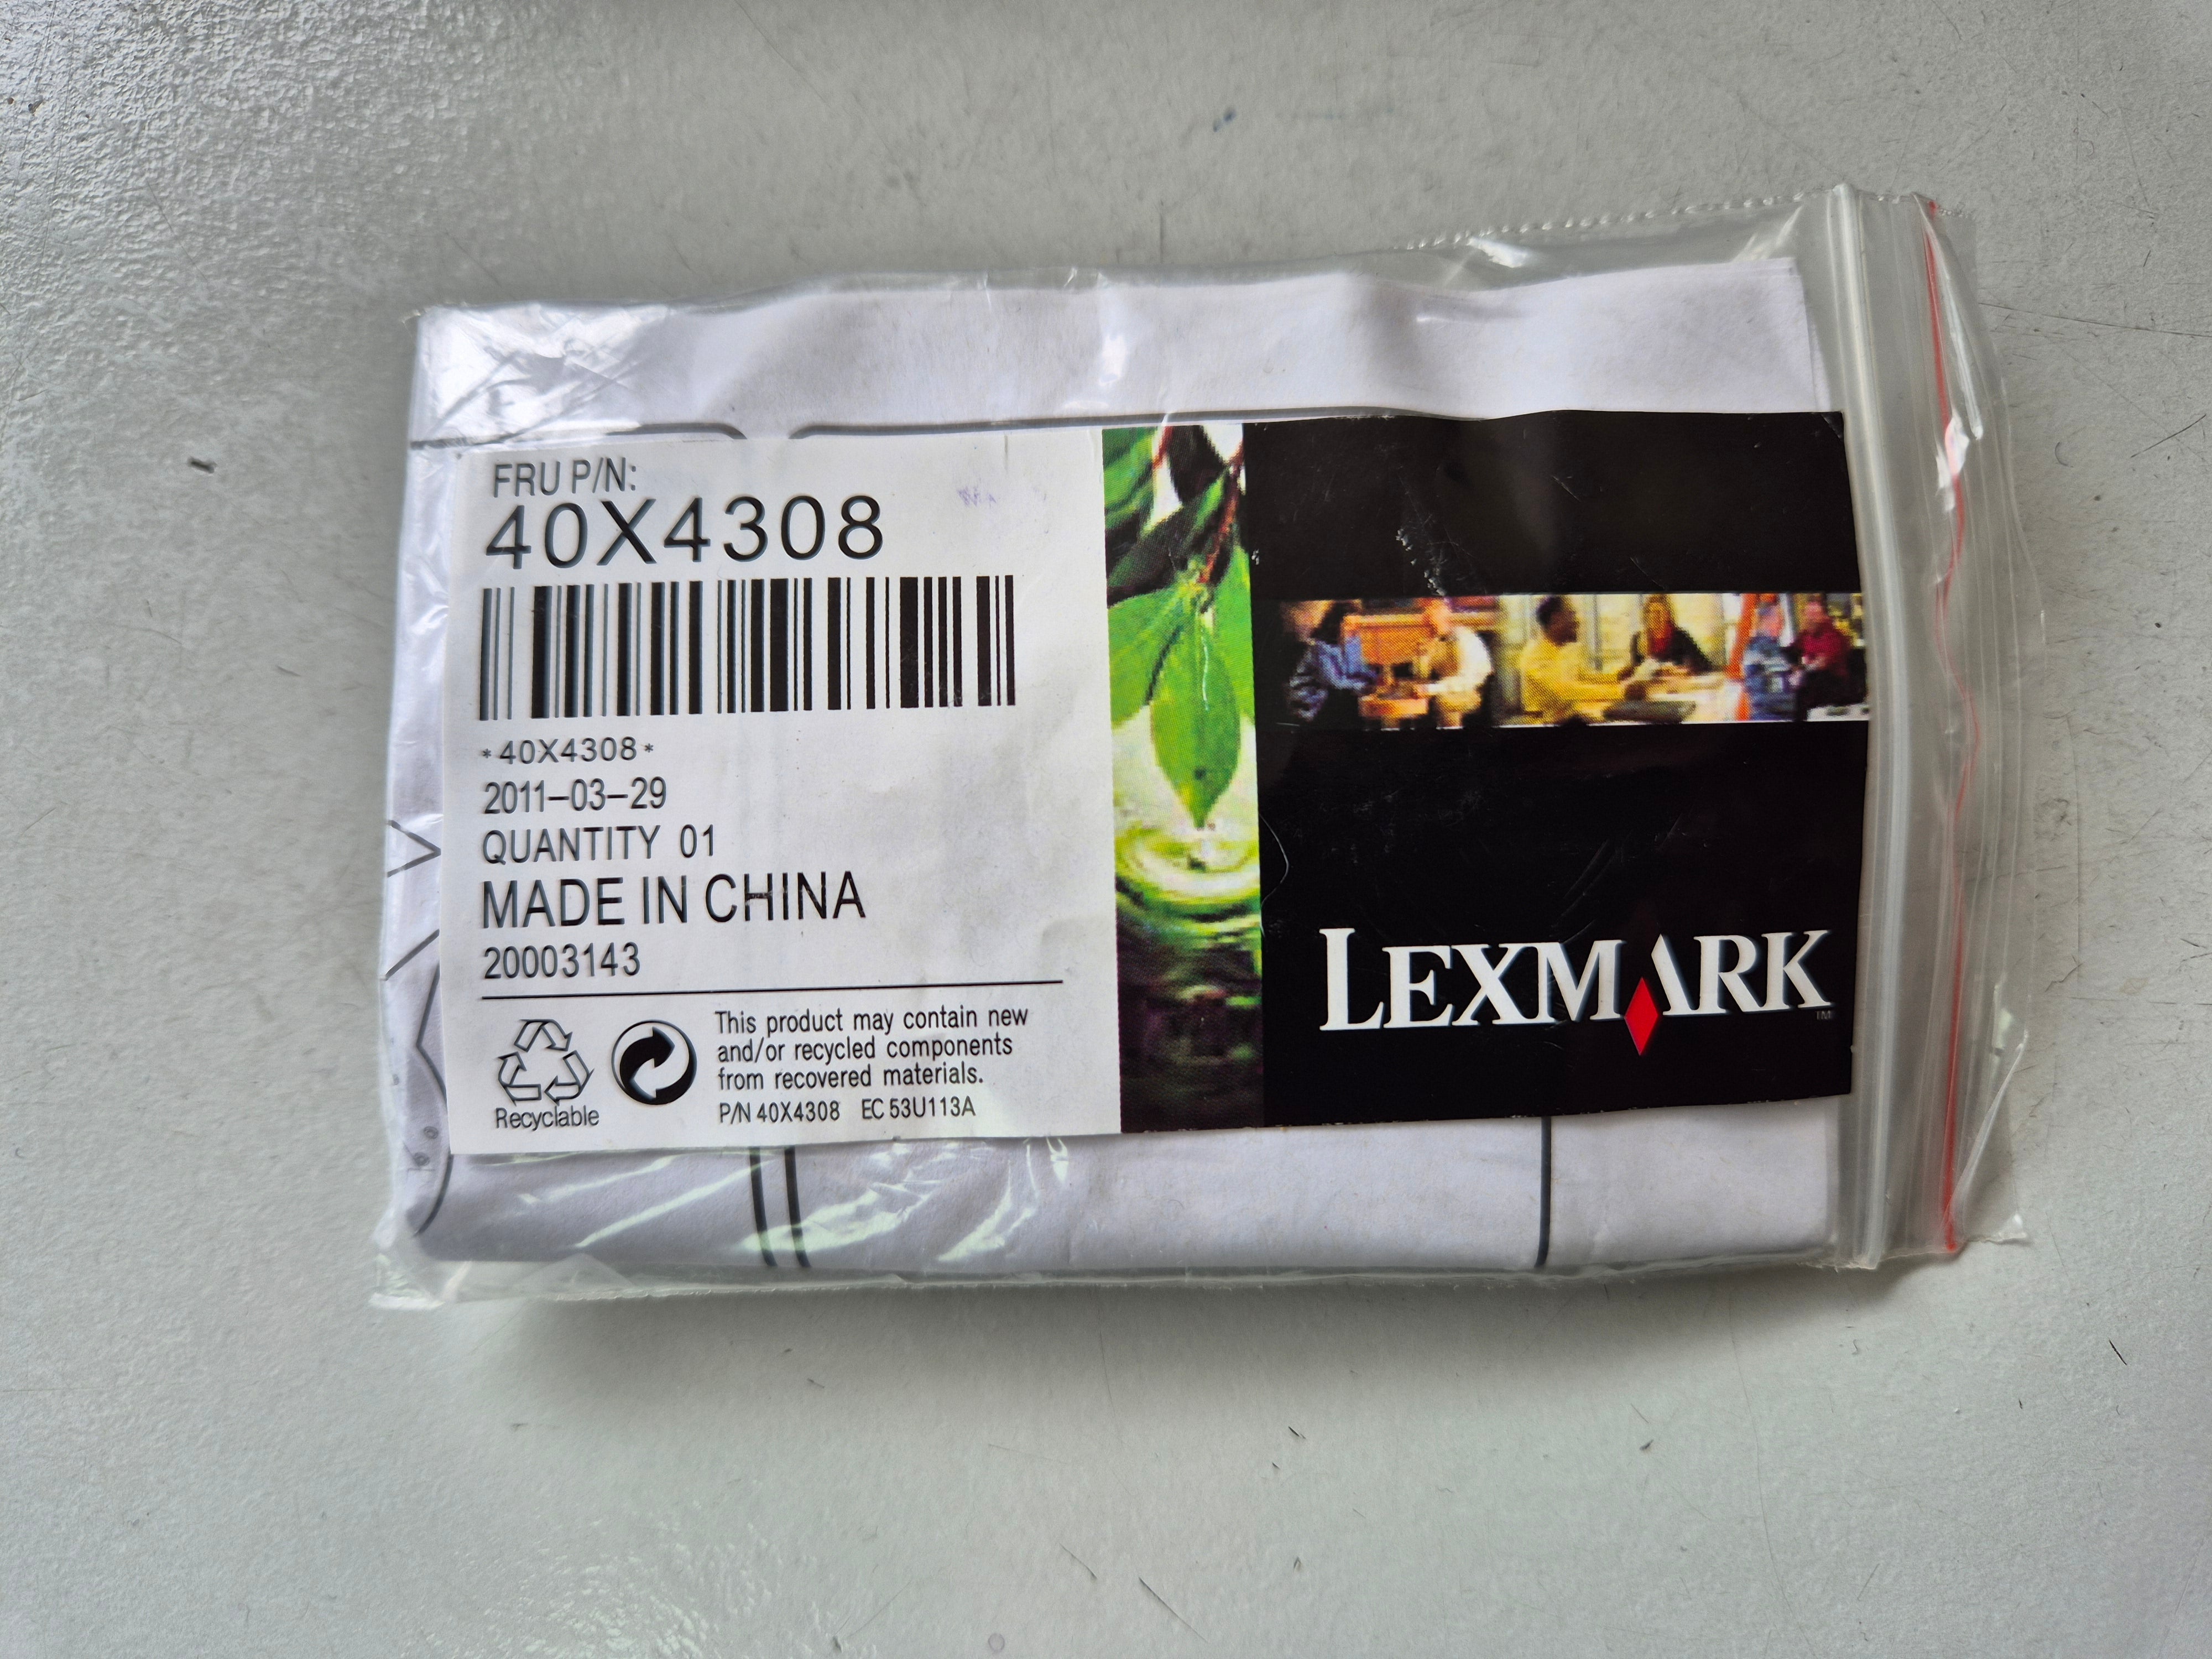 FRU P/N:
40X4308
*40X4308*
2011–03–29
QUANTITY 01
MADE IN CHINA
20003143
Recyclable
This product may contain new
and/or recycled components
from recovered materials.
P/N 40X4308 EC 53U113A
LEXMARK
TM